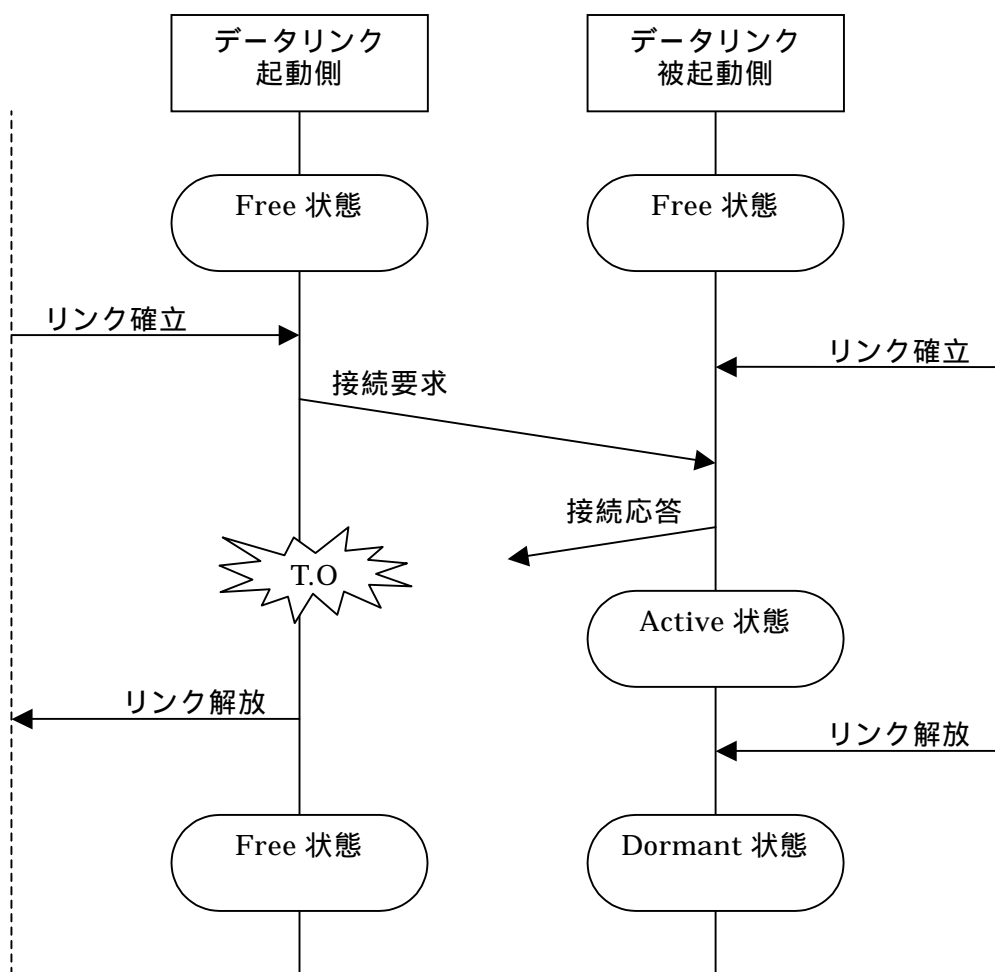 データリンク
起動側
データリンク
被起動側
Free 状態
Free 状態
リンク確立
リンク確立
接続要求
接続応答
T.O
Active 状態
リンク解放
リンク解放
Free 状態
Dormant 状態